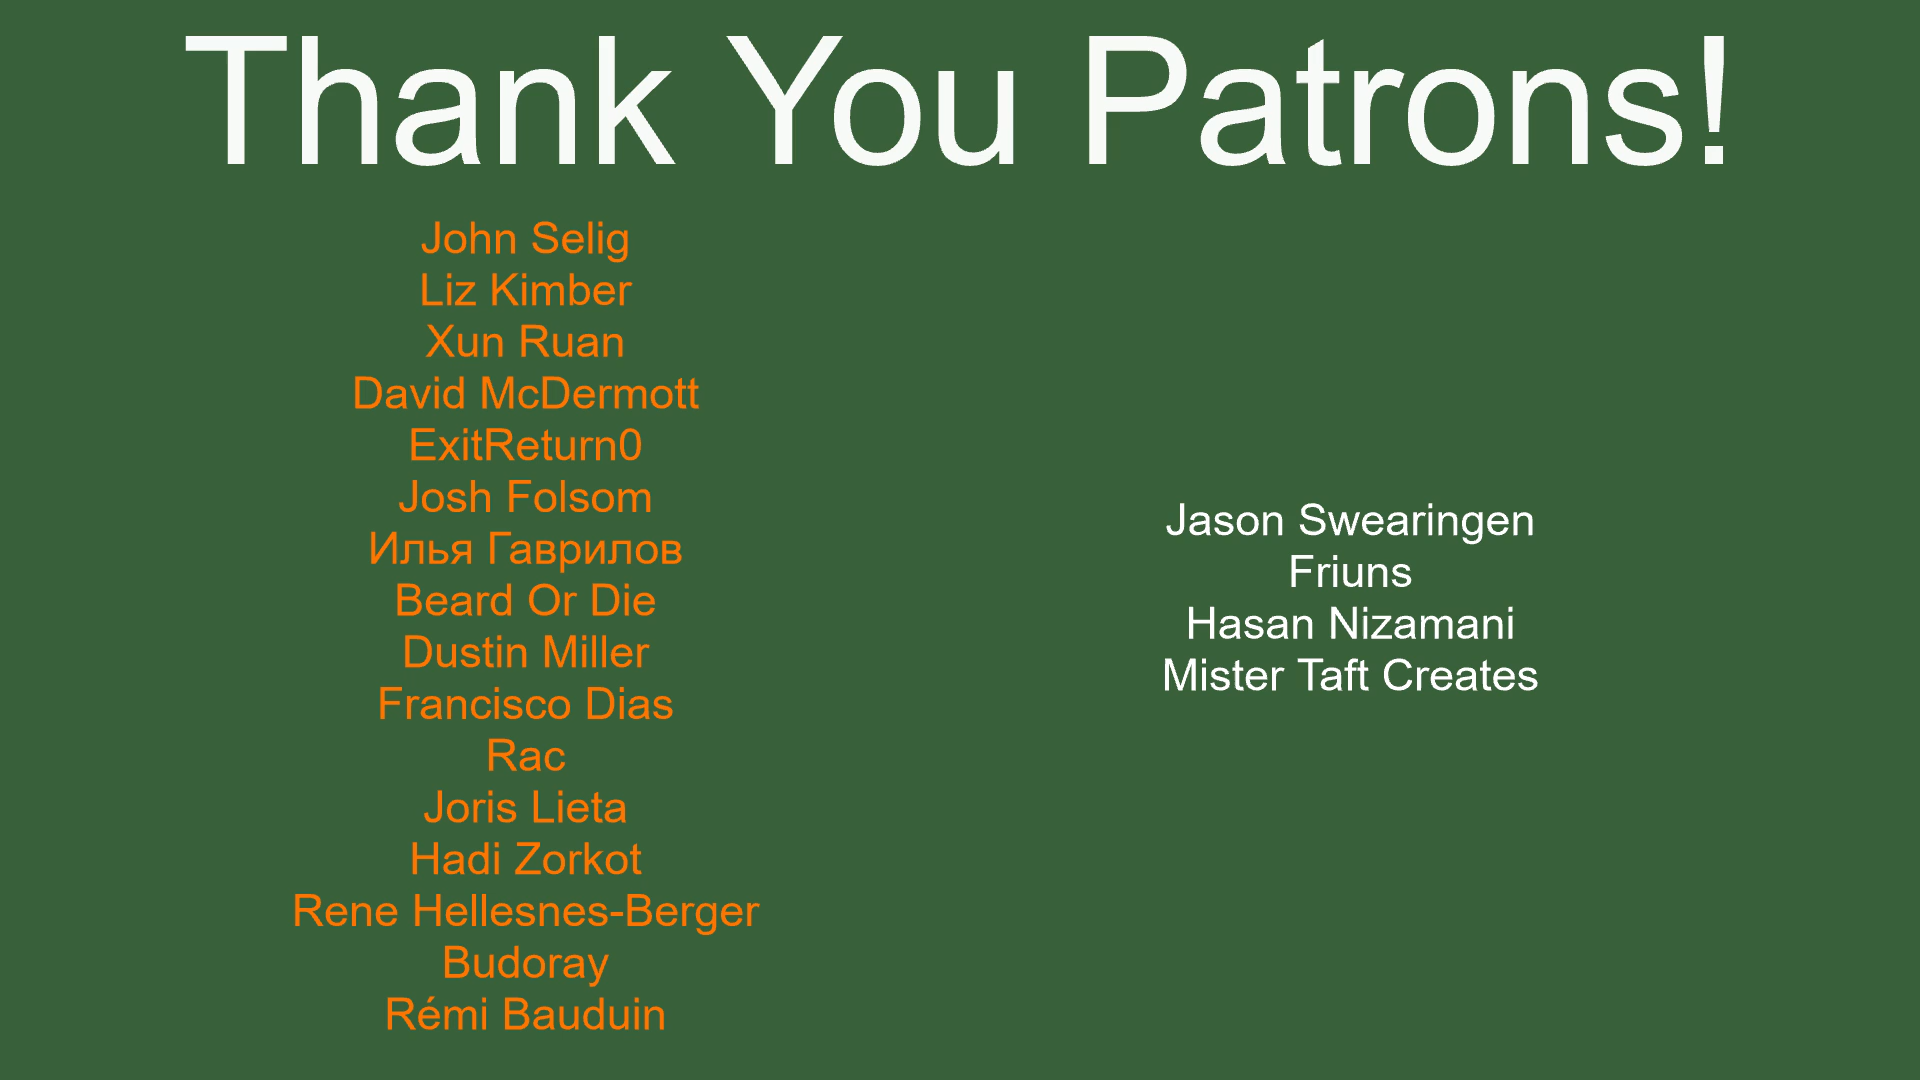 Thank You Patrons!
John Selig
Liz Kimber
Xun Ruan
David McDermott
ExitReturn0
Josh Folsom
Илья Гаврилов
Beard Or Die
Dustin Miller
Francisco Dias
Rac
Joris Lieta
Hadi Zorkot
Rene Hellesnes-Berger
Budoray
Rémi Bauduin
Jason Swearingen
Friuns
Hasan Nizamani
Mister Taft Creates